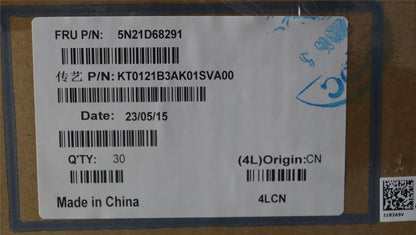 FRU P/N: 5N21D68291
传艺 P/N: KT0121B3AK01SVA00
Date: 23/05/15
Q'TY: 30
(4L)Origin:CN
Made in China
4LCN